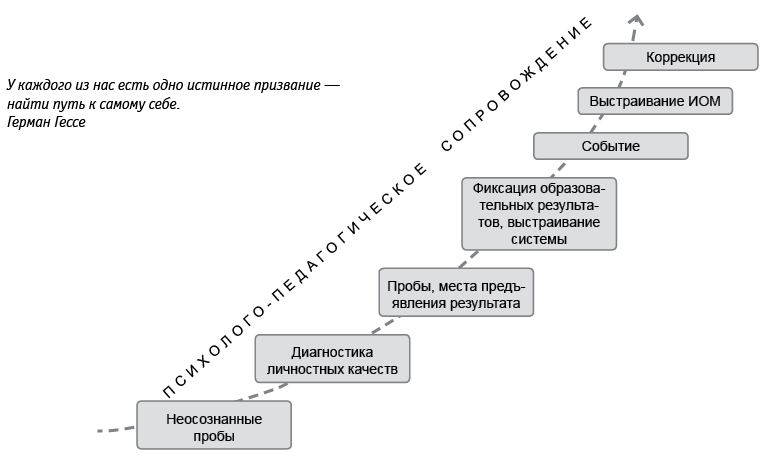 У каждого из нас есть одно истинное призвание —
найти путь к самому себе.
Герман Гессе
ПСИХОЛОГО-ПЕДАГОГИЧЕСКОЕ СОПРОВОЖДЕНИЕ
Коррекция
Выстраивание ИОМ
Событие
Фиксация образова-
тельных результа-
тов, выстраивание
системы
Пробы, места предъ-
явления результата
Диагностика
личностных качеств
Неосознанные
пробы